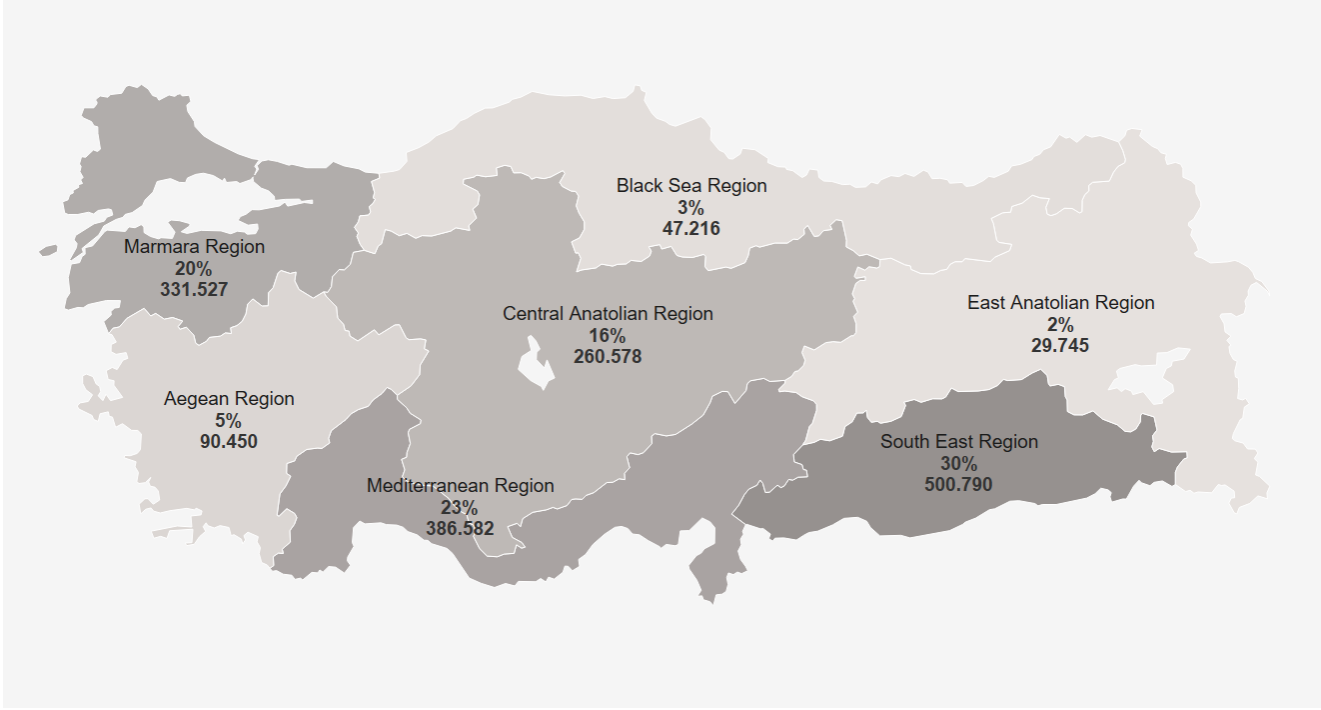 Black Sea Region
3%
47.216
Marmara Region
20%
331.527
East Anatolian Region
2%
29.745
Central Anatolian Region
16%
260.578
Aegean Region
5%
90.450
South East Region
30%
500.790
Mediterranean Region
23%
386.582